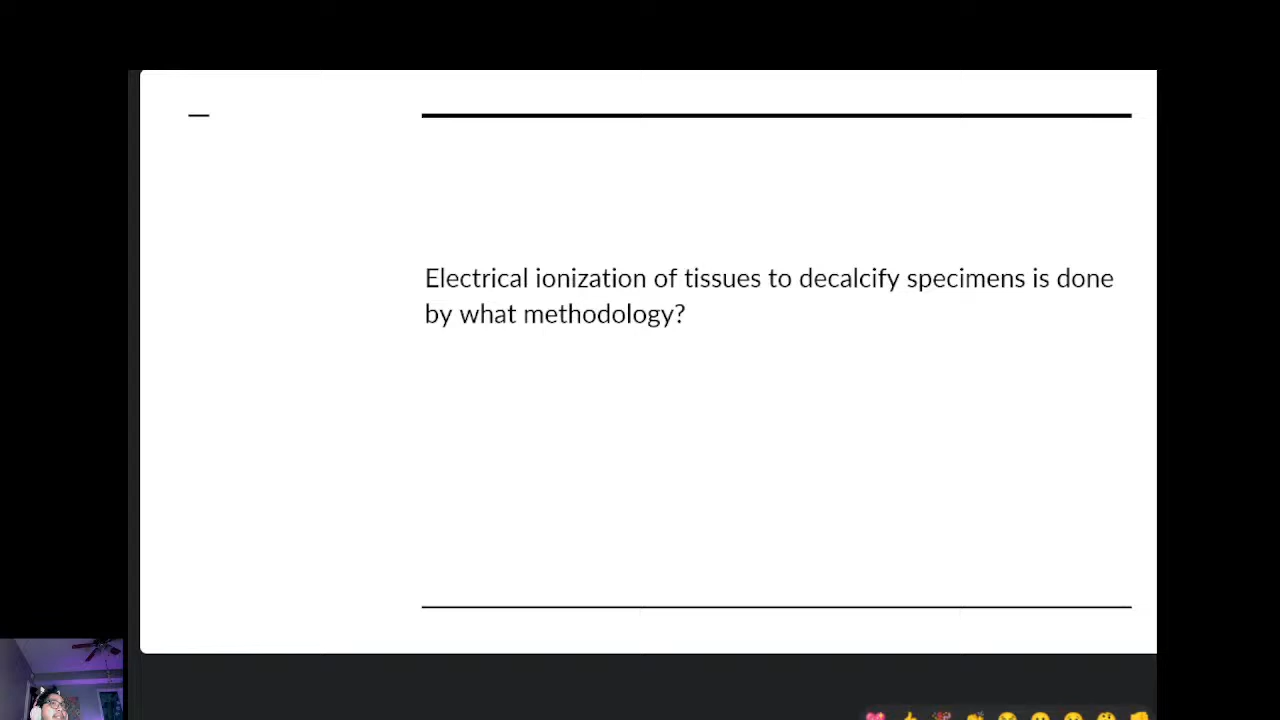 Electrical ionization of tissues to decalcify specimens is done
by what methodology?